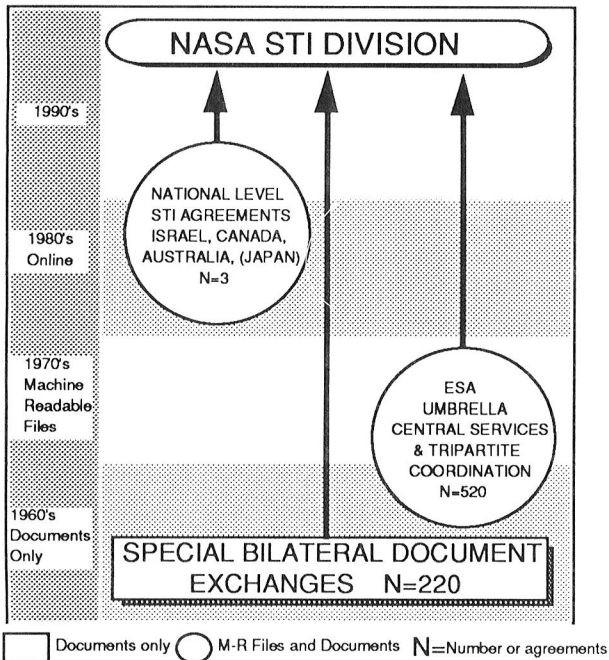 NASA STI DIVISION
1990's
NATIONAL LEVEL
STI AGREEMENTS
ISRAEL, CANADA,
AUSTRALIA, (JAPAN)
N=3
1980's
Online
1970's
Machine
Readable
Files
ESA
UMBRELLA
CENTRAL SERVICES
& TRIPARTITE
COORDINATION
N=520
1960's
Documents
Only
SPECIAL BILATERAL DOCUMENT
EXCHANGES N=220
Documents only M-R Files and Documents N=Number or agreements